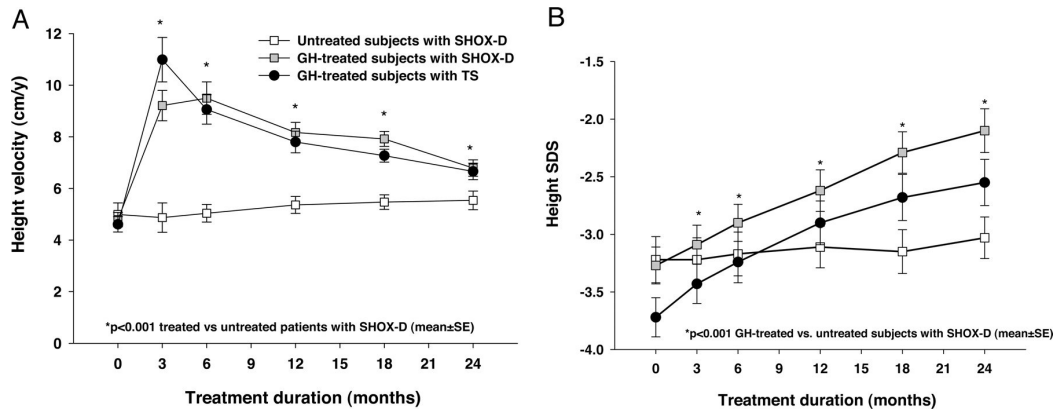 A
Height velocity (cm/y)
12
10
8
6
4
2
0
* * * * *
Untreated subjects with SHOX-D
GH-treated subjects with SHOX-D
GH-treated subjects with TS
*p<0.001 treated vs untreated patients with SHOX-D (mean±SE)
0 3 6 9 12 15 18 21 24
Treatment duration (months)
B
Height SDS
-1.5
-2.0
-2.5
-3.0
-3.5
-4.0
* * * * *
*p<0.001 GH-treated vs. untreated subjects with SHOX-D (mean±SE)
0 3 6 9 12 15 18 21 24
Treatment duration (months)